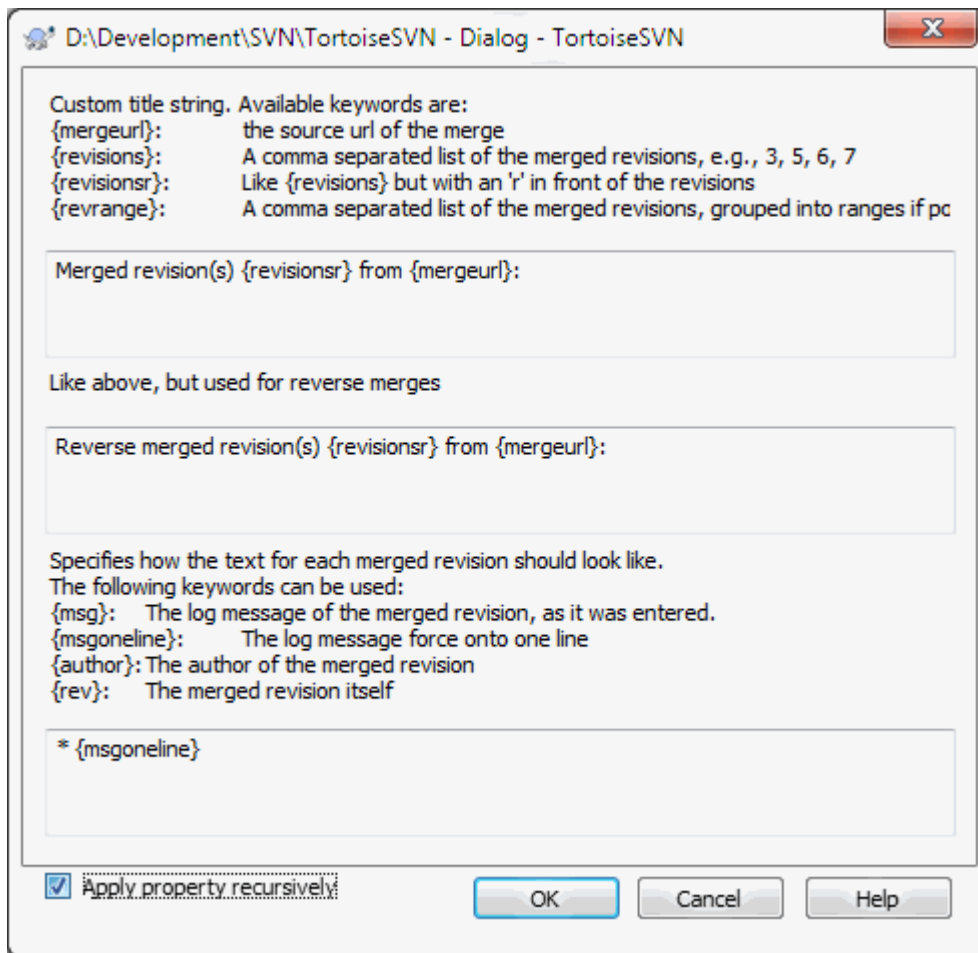 D:\Development\SVN\TortoiseSVN - Dialog - TortoiseSVN
Custom title string. Available keywords are:
{mergeurl}: the source url of the merge
{revisions}: A comma separated list of the merged revisions, e.g., 3, 5, 6, 7
{revisionsr}: Like {revisions} but with an 'r' in front of the revisions
{revrange}: A comma separated list of the merged revisions, grouped into ranges if po
Merged revision(s) {revisionsr} from {mergeurl}:
Like above, but used for reverse merges
Reverse merged revision(s) {revisionsr} from {mergeurl}:
Specifies how the text for each merged revision should look like.
The following keywords can be used:
{msg}: The log message of the merged revision, as it was entered.
{msgoneline}: The log message force onto one line
{author}: The author of the merged revision
{rev}: The merged revision itself
* {msgoneline}
Apply property recursively
OK Cancel Help